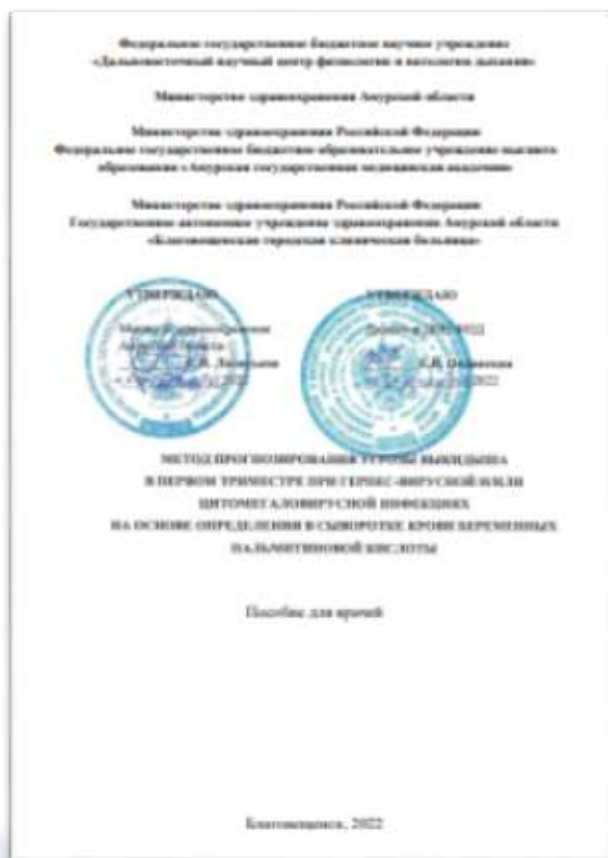 Федеральное государственное бюджетное научное учреждение
«Дальневосточный научный центр физиологии и патологии дыхания»
Министерство здравоохранения Амурской области
Министерство здравоохранения Российской Федерации
Федеральное государственное бюджетное образовательное учреждение высшего
образования «Амурская государственная медицинская академия»
Министерство здравоохранения Российской Федерации
Государственное автономное учреждение здравоохранения Амурской области
«Благовещенская городская клиническая больница»
УТВЕРЖДАЮ УТВЕРЖДАЮ
здравоохранения
2022 2022
МЕТОД ПРОГНОЗИРОВАНИЯ УГРОЗЫ ВЫКИДЫША
В ПЕРВОМ ТРИМЕСТРЕ ПРИ ГЕРПЕС-ВИРУСНОЙ И/ИЛИ
ЦИТОМЕГАЛОВИРУСНОЙ ИНФЕКЦИЯХ
НА ОСНОВЕ ОПРЕДЕЛЕНИЯ В СЫВОРОТКЕ КРОВИ БЕРЕМЕННЫХ
ПАЛЬМИТИНОВОЙ КИСЛОТЫ
Пособие для врачей
Благовещенск, 2022